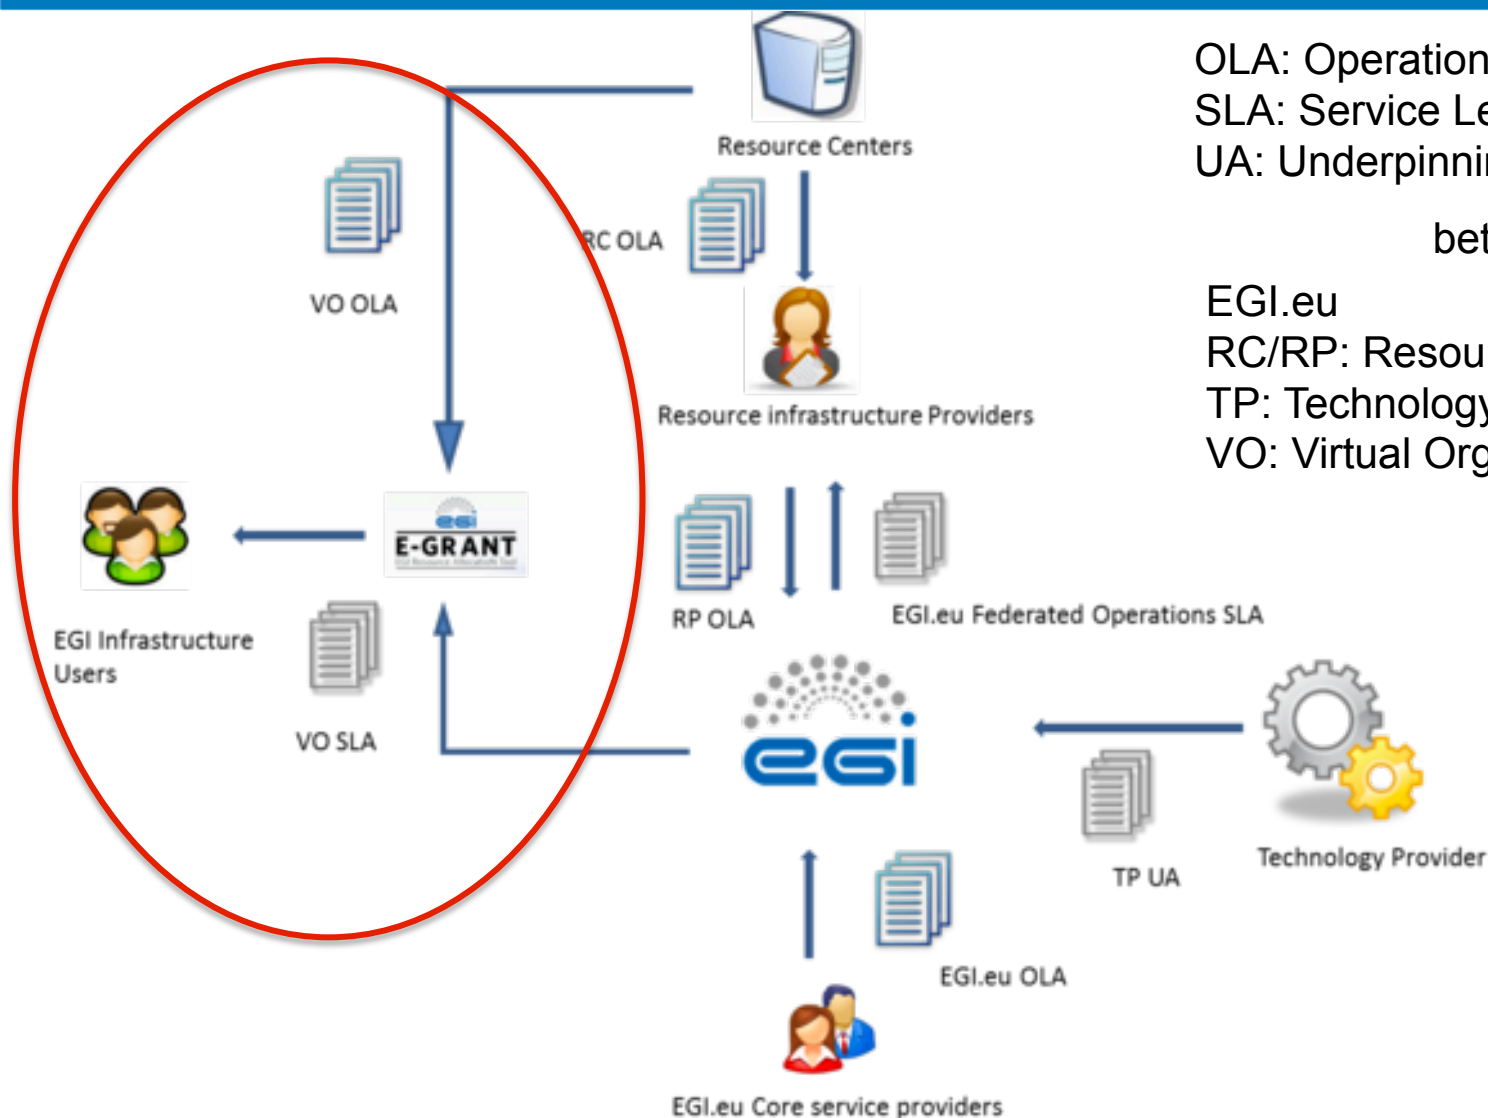 OLA: Operation
SLA: Service Le
UA: Underpinnin
bet
EGI.eu
RC/RP: Resou
TP: Technology
VO: Virtual Org
Resource Centers
RC OLA
VO OLA
Resource infrastructure Providers
egi
E-GRANT
RP OLA
EGI.eu Federated Operations SLA
EGI Infrastructure
Users
VO SLA
egi
TP UA
Technology Provider
EGI.eu OLA
EGI.eu Core service providers